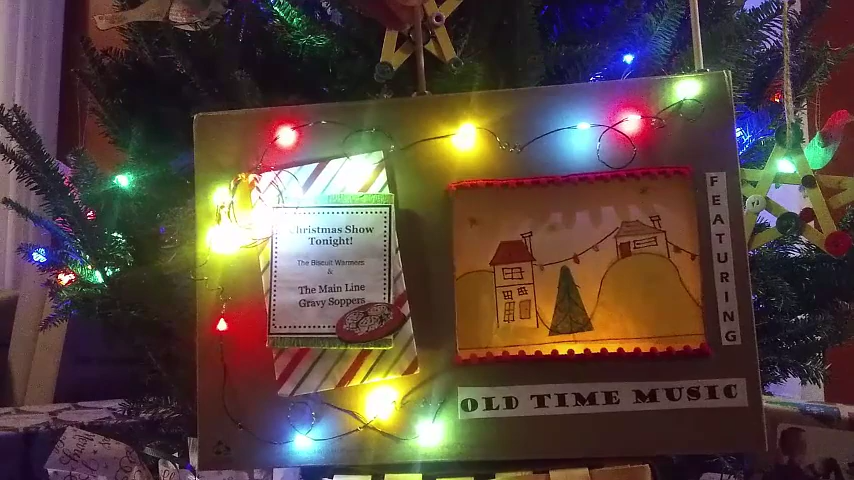 Christmas Show
Tonight!
The Biscuit Warmers
&
The Main Line
Gravy Soppers
FEATURING
OLD TIME MUSIC